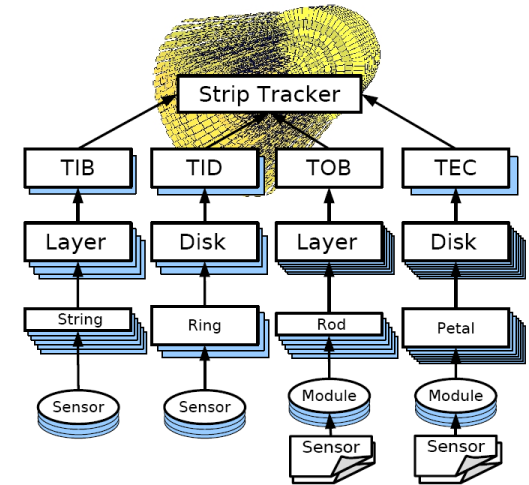 Strip Tracker
TIB TID TOB TEC
Layer Disk Layer Disk
String Ring Rod Petal
Sensor Sensor Module Module
Sensor Sensor